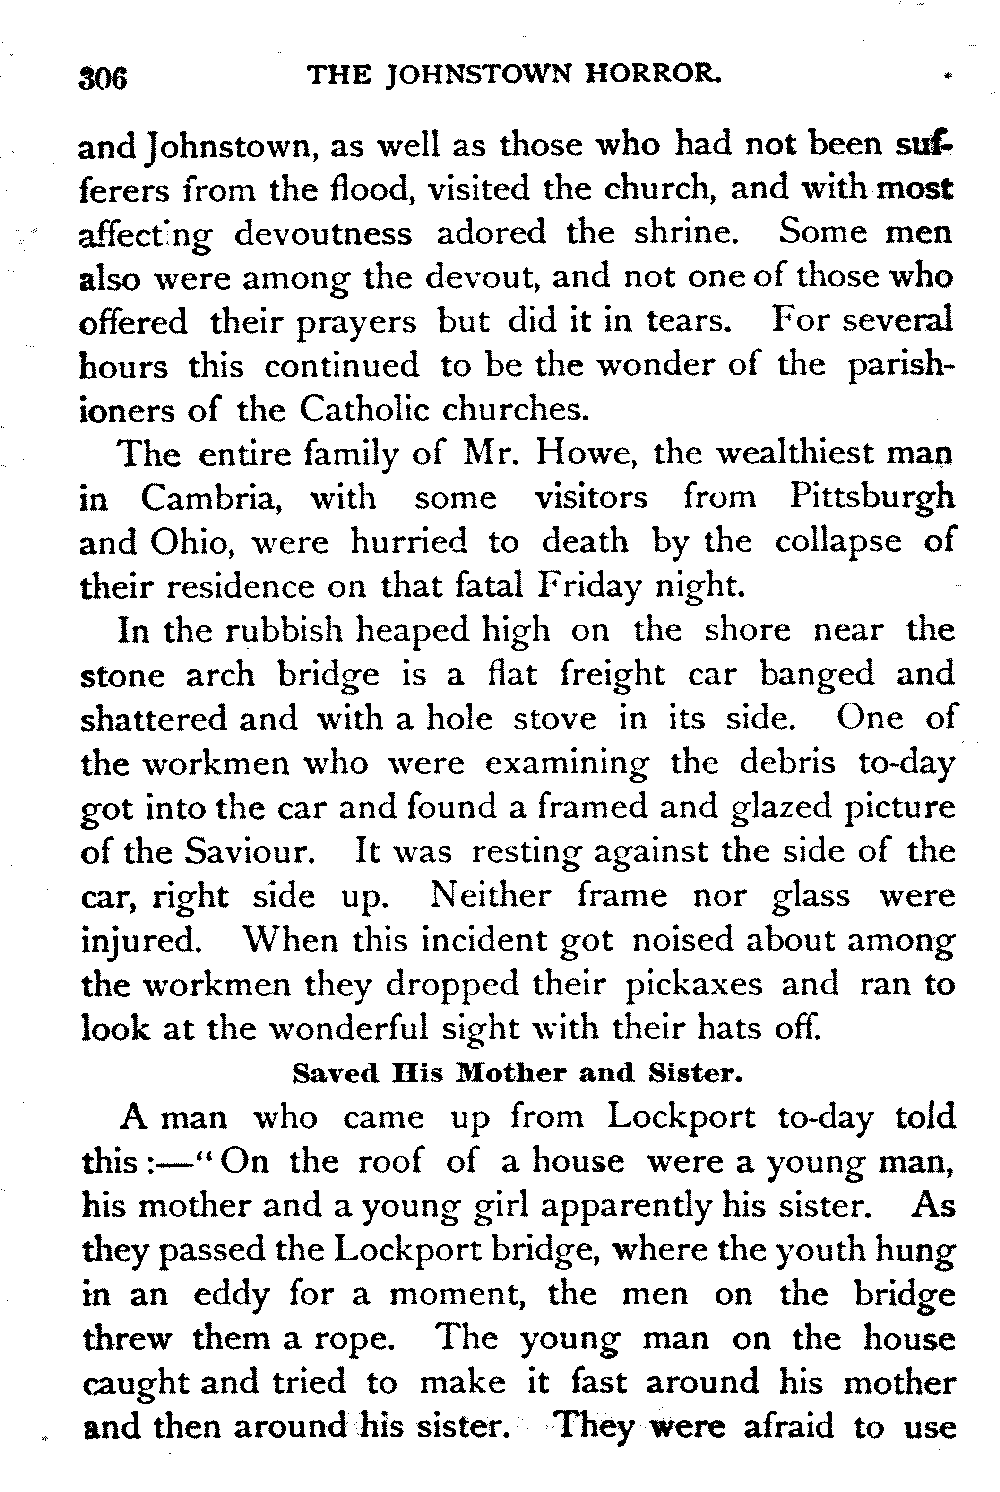 306 THE JOHNSTOWN HORROR.
and Johnstown, as well as those who had not been suf-
ferers from the flood, visited the church, and with most
affecting devoutness adored the shrine. Some men
also were among the devout, and not one of those who
offered their prayers but did it in tears. For several
hours this continued to be the wonder of the parish-
ioners of the Catholic churches.
The entire family of Mr. Howe, the wealthiest man
in Cambria, with some visitors from Pittsburgh
and Ohio, were hurried to death by the collapse of
their residence on that fatal Friday night.
In the rubbish heaped high on the shore near the
stone arch bridge is a flat freight car banged and
shattered and with a hole stove in its side. One of
the workmen who were examining the debris to-day
got into the car and found a framed and glazed picture
of the Saviour. It was resting against the side of the
car, right side up. Neither frame nor glass were
injured. When this incident got noised about among
the workmen they dropped their pickaxes and ran to
look at the wonderful sight with their hats off.
Saved His Mother and Sister.
A man who came up from Lockport to-day told
this:—“On the roof of a house were a young man,
his mother and a young girl apparently his sister. As
they passed the Lockport bridge, where the youth hung
in an eddy for a moment, the men on the bridge
threw them a rope. The young man on the house
caught and tried to make it fast around his mother
and then around his sister. They were afraid to use